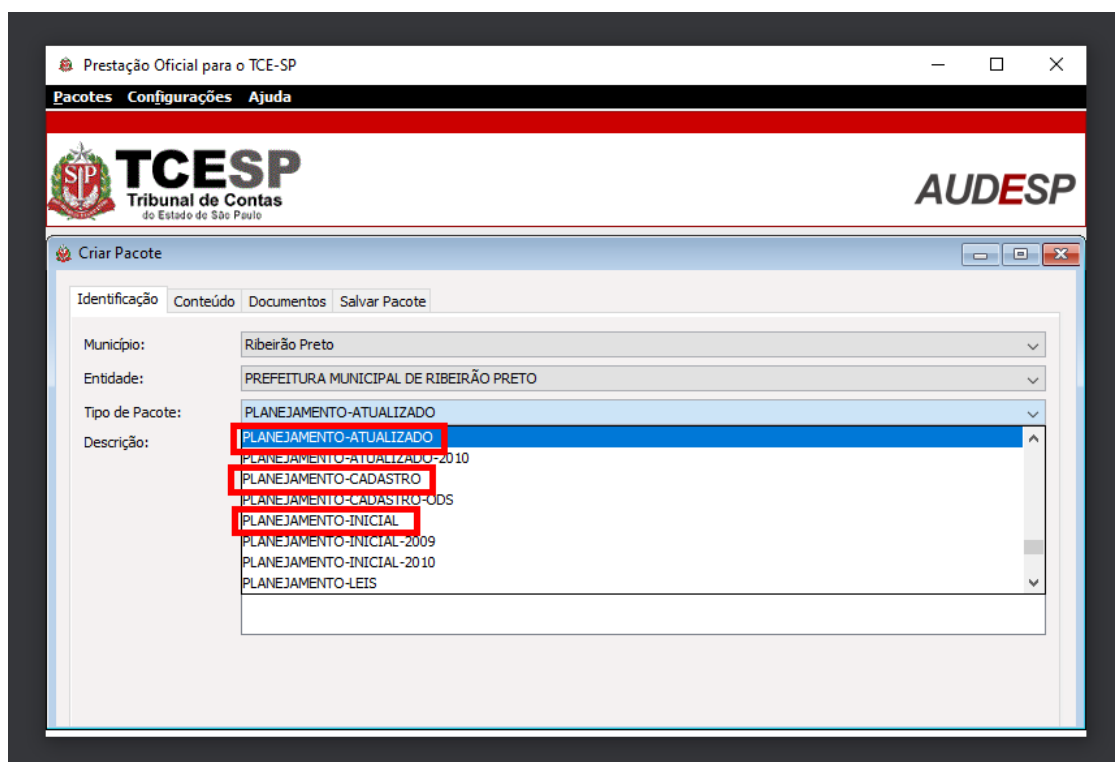 Prestação Oficial para o TCE-SP
Pacotes Configurações Ajuda
SP
TCESP
Tribunal de Contas
do Estado de São Paulo
AUDESP
Criar Pacote
Identificação Conteúdo Documentos Salvar Pacote
Município: Ribeirão Preto
Entidade: PREFEITURA MUNICIPAL DE RIBEIRÃO PRETO
Tipo de Pacote: PLANEJAMENTO-ATUALIZADO
Descrição: PLANEJAMENTO-ATUALIZADO
PLANEJAMENTO-ATUALIZADO-2010
PLANEJAMENTO-CADASTRO
PLANEJAMENTO-CADASTRO-ODS
PLANEJAMENTO-INICIAL
PLANEJAMENTO-INICIAL-2009
PLANEJAMENTO-INICIAL-2010
PLANEJAMENTO-LEIS